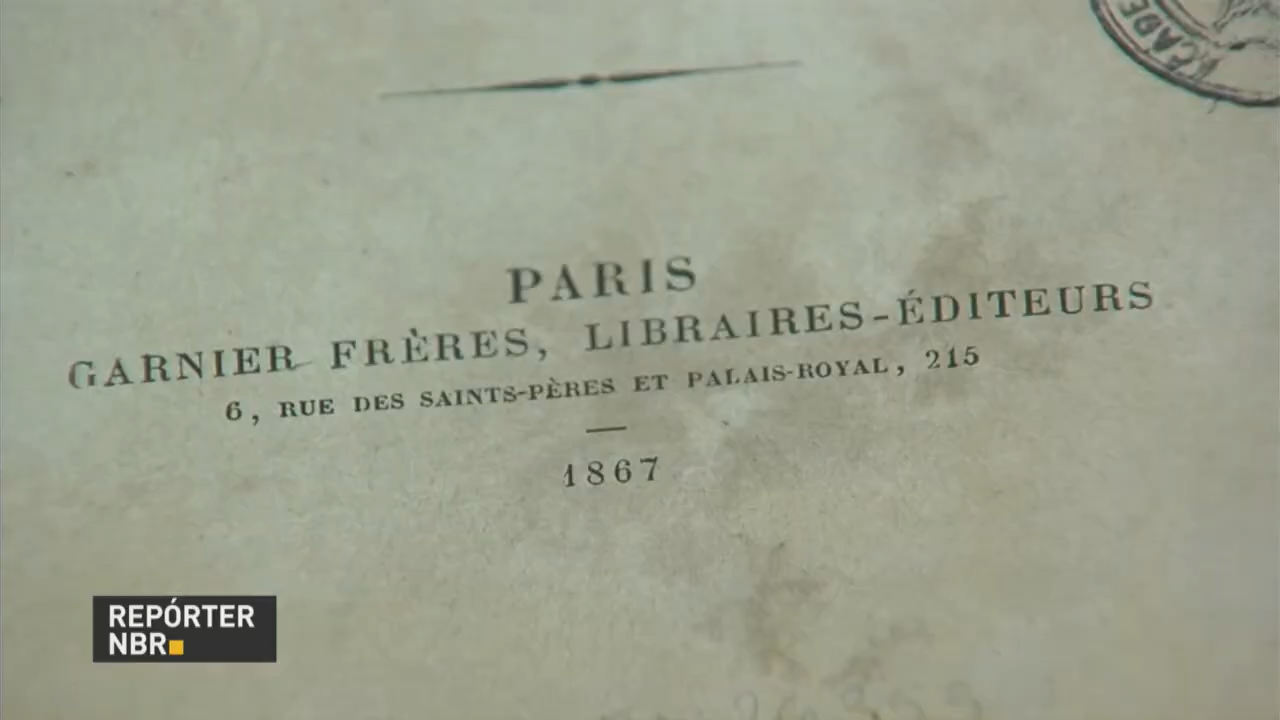 PARIS
GARNIER FRÈRES, LIBRAIRES-ÉDITEURS
6, RUE DES SAINTS-PÈRES ET PALAIS-ROYAL, 215
1867
REPÓRTER
NBR